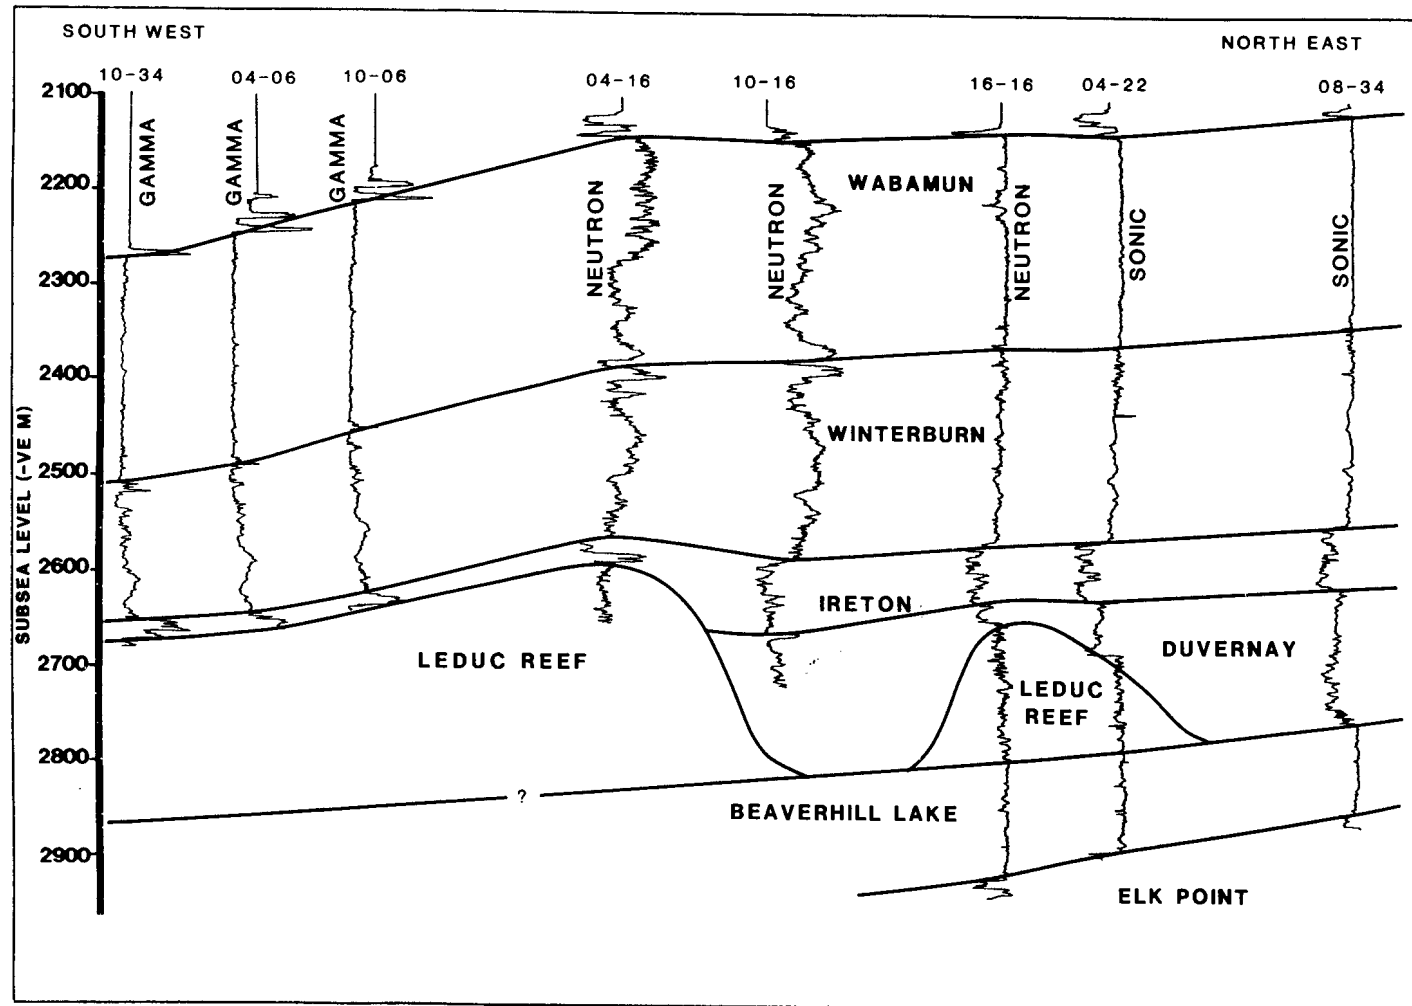 SOUTH WEST
NORTH EAST
10-34
04-06
10-06
04-16
10-16
16-16
04-22
08-34
2100
2200
2300
2400
2500
2600
2700
2800
2900
SUBSEA LEVEL (-VE M)
GAMMA
GAMMA
GAMMA
NEUTRON
NEUTRON
NEUTRON
SONIC
SONIC
WABAMUN
WINTERBURN
IRETON
LEDUC REEF
DUVERNAY
LEDUC
REEF
?
BEAVERHILL LAKE
ELK POINT